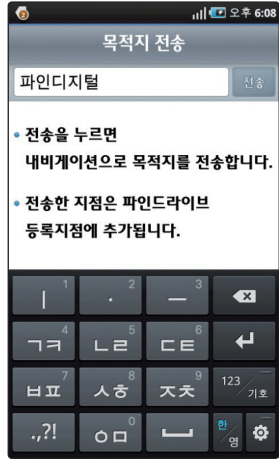 오후 6:08
목적지 전송
파인디지털 전송
• 전송을 누르면
내비게이션으로 목적지를 전송합니다.
• 전송한 지점은 파인드라이브
등록지점에 추가됩니다.
ㅣ 1 · 2 ㅡ 3
ㄱㅋ 4 ㄴㄹ 5 ㄷㅌ 6
ㅂㅍ 7 ㅅㅎ 8 ㅈㅊ 9 123/기호
.,?! ㅇㅁ 0 한/영